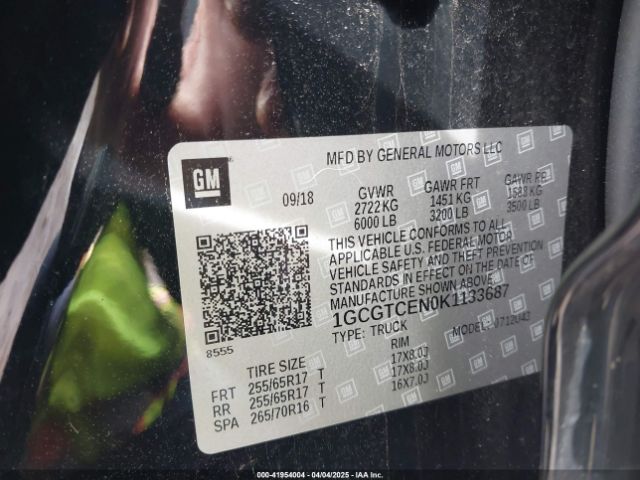 MFD BY GENERAL MOTORS LLC
GM
09/18
GVWR GAWR FRT GAWR
2722 KG 1451 KG 1583 KG
6000 LB 3200 LB 3500 LB
THIS VEHICLE CONFORMS TO ALL
APPLICABLE U.S. FEDERAL MOTOR
VEHICLE SAFETY AND THEFT PREVENTION
STANDARDS IN EFFECT ON THE DATE OF
MANUFACTURE SHOWN ABOVE.
1GCGTCEN0K1133687
TYPE: TRUCK MODEL:
8555
TIRE SIZE RIM
FRT 255/65R17 T 17X8.0J
RR 255/65R17 T 17X8.0J
SPA 265/70R16 T 16X7.0J
000-41954004 - 04/04/2025 - IAA Inc.